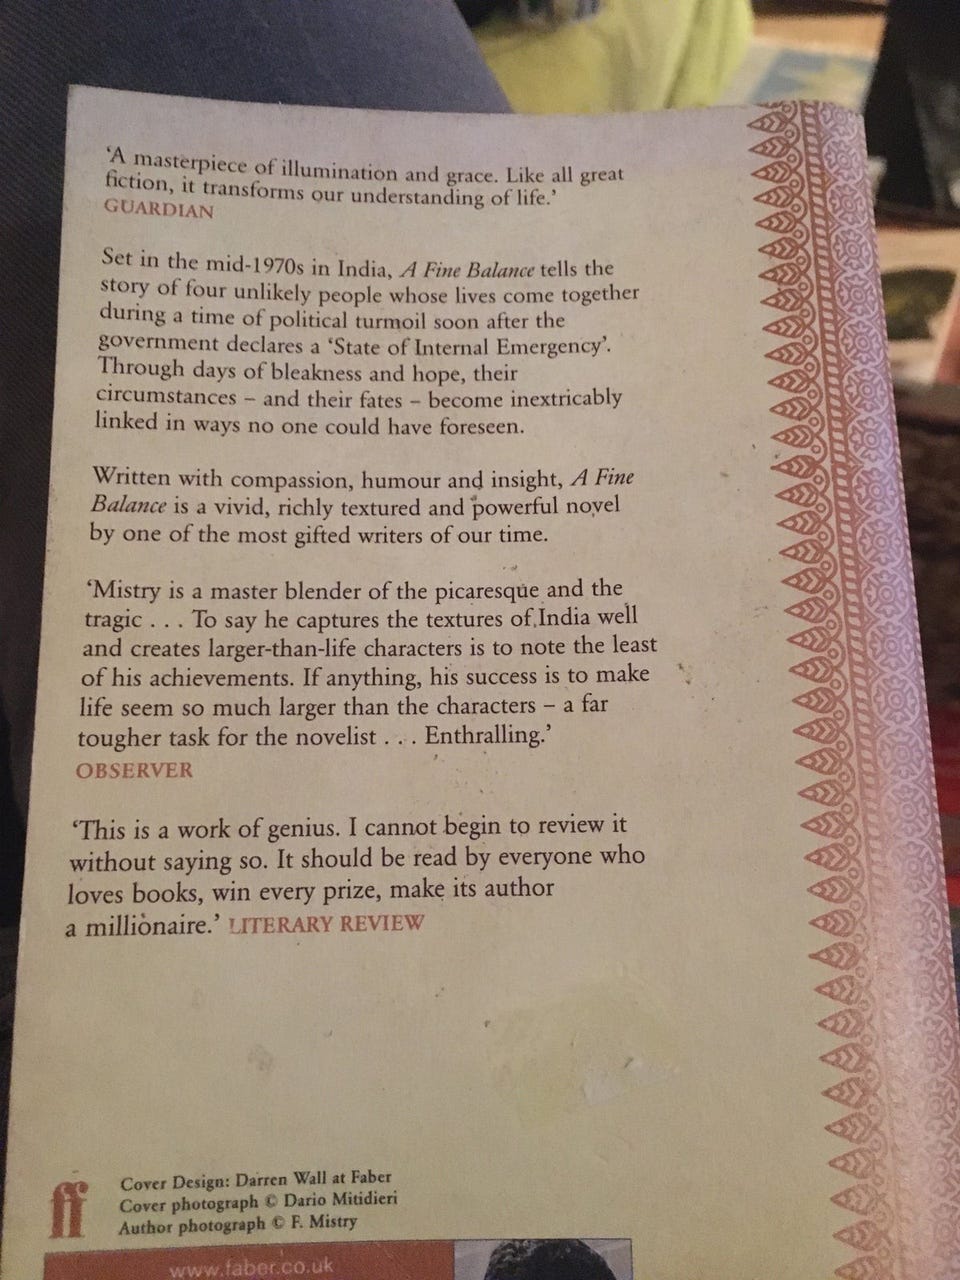 ‘A masterpiece of illumination and grace. Like all great
fiction, it transforms our understanding of life.’
GUARDIAN
Set in the mid-1970s in India, A Fine Balance tells the
story of four unlikely people whose lives come together
during a time of political turmoil soon after the
government declares a ‘State of Internal Emergency’.
Through days of bleakness and hope, their
circumstances – and their fates – become inextricably
linked in ways no one could have foreseen.
Written with compassion, humour and insight, A Fine
Balance is a vivid, richly textured and powerful novel
by one of the most gifted writers of our time.
‘Mistry is a master blender of the picaresque and the
tragic . . . To say he captures the textures of India well
and creates larger-than-life characters is to note the least
of his achievements. If anything, his success is to make
life seem so much larger than the characters – a far
tougher task for the novelist . . . Enthralling.’
OBSERVER
‘This is a work of genius. I cannot begin to review it
without saying so. It should be read by everyone who
loves books, win every prize, make its author
a millionaire.’ LITERARY REVIEW
ff
Cover Design: Darren Wall at Faber
Cover photograph © Dario Mitidieri
Author photograph © F. Mistry
www.faber.co.uk